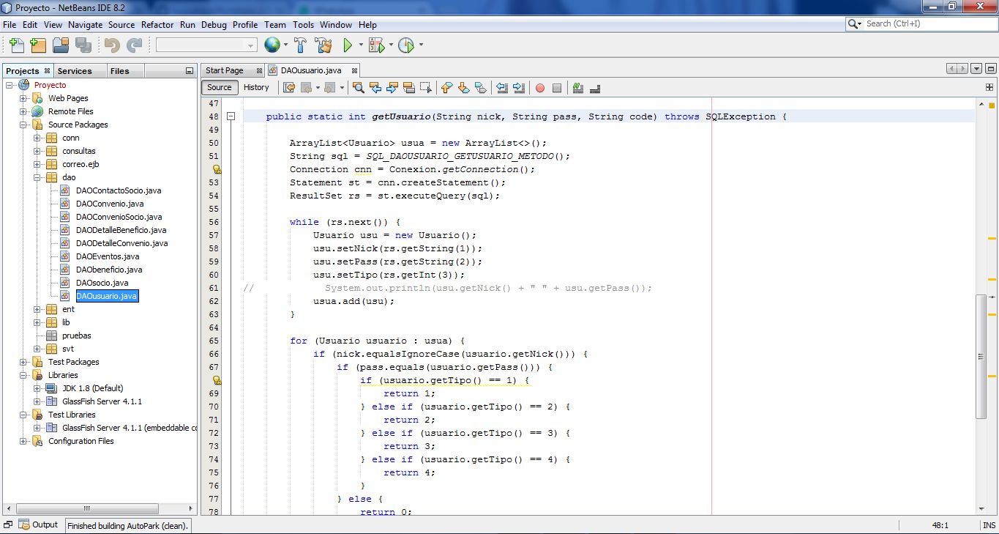 Proyecto - NetBeans IDE 8.2
File Edit View Navigate Source Refactor Run Debug Profile Team Tools Window Help
Search (Ctrl+I)
Projects Services Files
Start Page DAOusuario.java
Source History
Proyecto
Web Pages
Remote Files
Source Packages
conn
consultas
correo.ejb
dao
DAOContactoSocio.java
DAOConvenio.java
DAOConvenioSocio.java
DAODetalleBeneficio.java
DAODetalleConvenio.java
DAOEventos.java
DAObeneficio.java
DAOsocio.java
DAOusuario.java
ent
lib
pruebas
svt
Test Packages
Libraries
JDK 1.8 (Default)
GlassFish Server 4.1.1
Test Libraries
GlassFish Server 4.1.1 (embeddable co
Configuration Files
47
48 public static int getUsuario(String nick, String pass, String code) throws SQLException {
49
50 ArrayList<Usuario> usua = new ArrayList<>();
51 String sql = SQL_DAOUSUARIO_GETUSUARIO_METODO();
Connection cnn = Conexion.getConnection();
53 Statement st = cnn.createStatement();
54 ResultSet rs = st.executeQuery(sql);
55
56 while (rs.next()) {
57 Usuario usu = new Usuario();
58 usu.setNick(rs.getString(1));
59 usu.setPass(rs.getString(2));
60 usu.setTipo(rs.getInt(3));
61 // System.out.println(usu.getNick() + " " + usu.getPass());
62 usua.add(usu);
63 }
64
65 for (Usuario usuario : usua) {
66 if (nick.equalsIgnoreCase(usuario.getNick())) {
67 if (pass.equals(usuario.getPass())) {
if (usuario.getTipo() == 1) {
69 return 1;
70 } else if (usuario.getTipo() == 2) {
71 return 2;
72 } else if (usuario.getTipo() == 3) {
73 return 3;
74 } else if (usuario.getTipo() == 4) {
75 return 4;
76 }
77 } else {
78 return 0;
Output Finished building AutoPark (clean).
48:1 INS